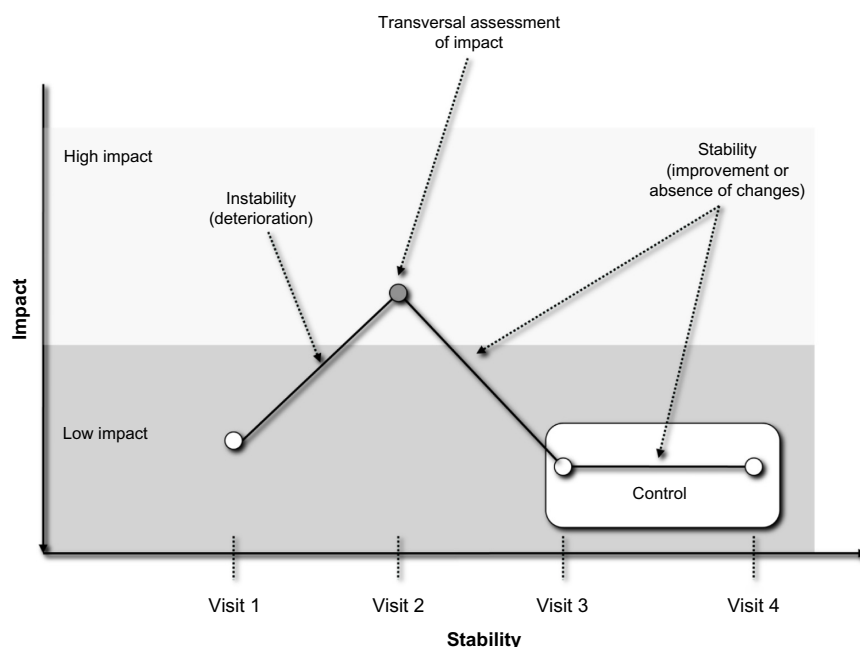 Transversal assessment
of impact
High impact
Stability
(improvement or
absence of changes)
Instability
(deterioration)
Impact
Low impact
Control
Visit 1
Visit 2
Visit 3
Visit 4
Stability